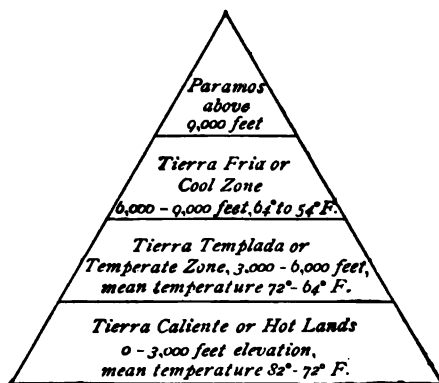 Paramos
above
9,000 feet
Tierra Fria or
Cool Zone
6,000 - 9,000 feet, 64° to 54° F.
Tierra Templada or
Temperate Zone, 3,000 - 6,000 feet,
mean temperature 72° - 64° F.
Tierra Caliente or Hot Lands
0 - 3,000 feet elevation,
mean temperature 82° - 72° F.